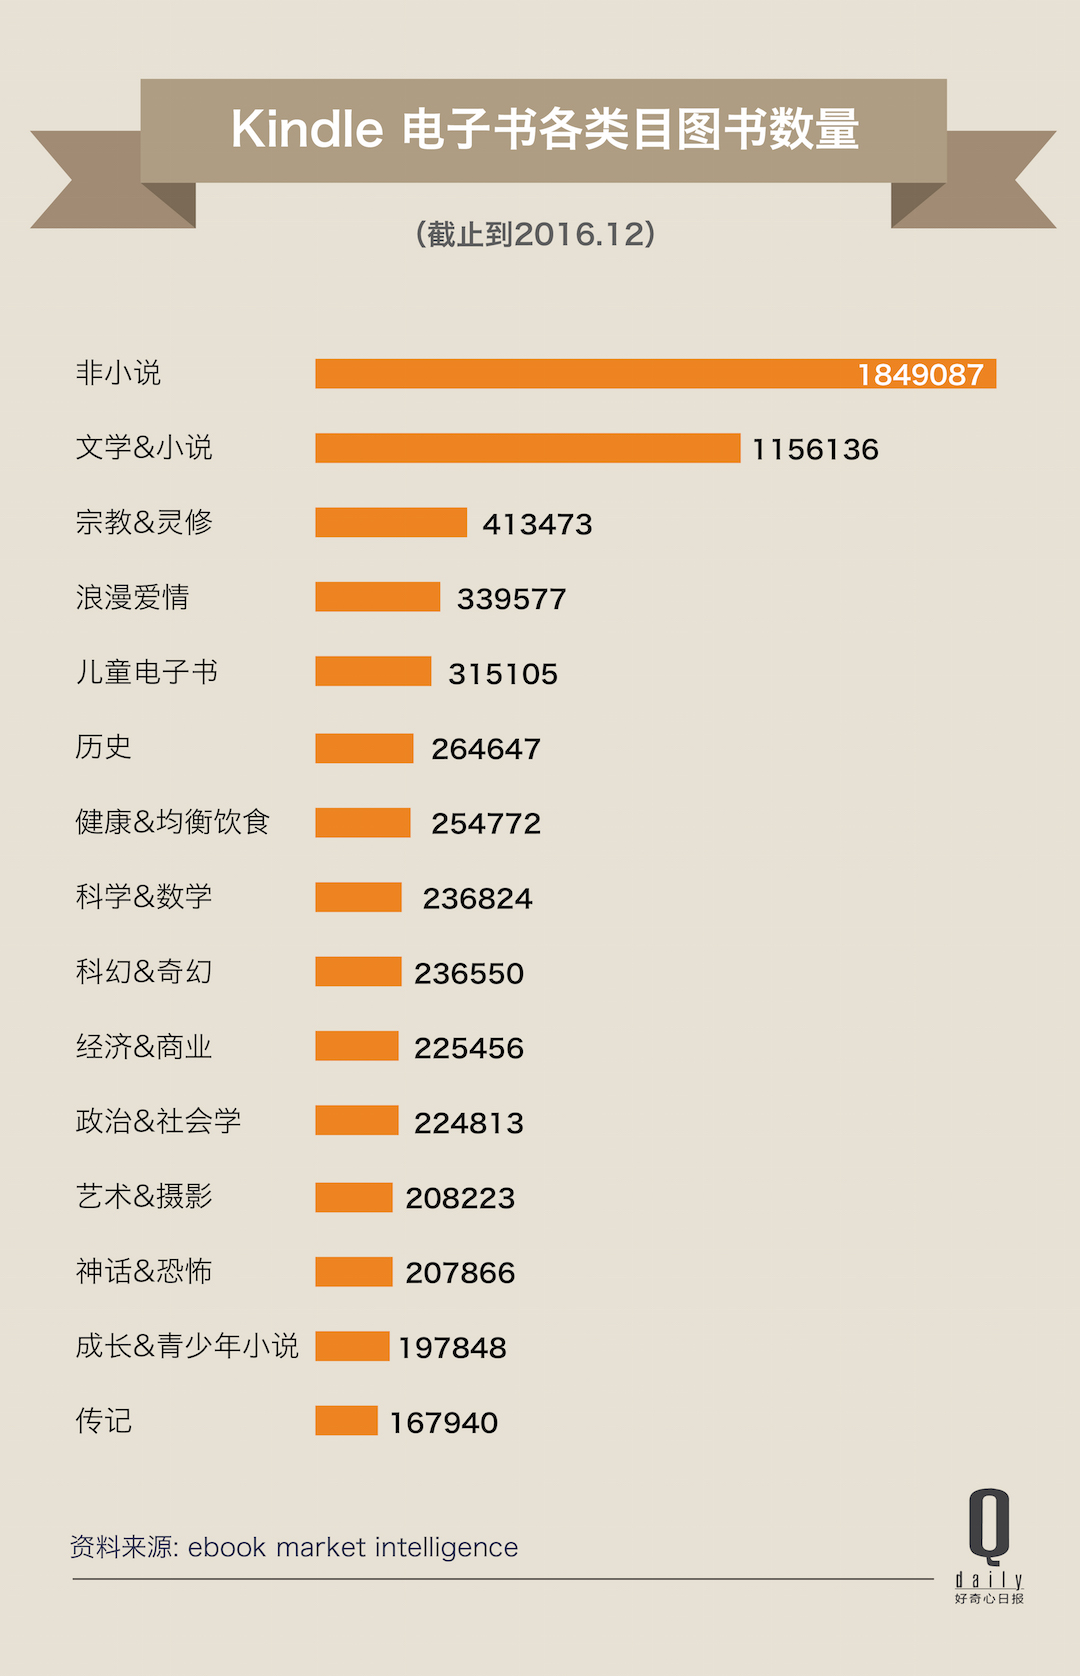 Kindle 电子书各类目图书数量
（截止到2016.12）
非小说 1849087
文学&小说 1156136
宗教&灵修 413473
浪漫爱情 339577
儿童电子书 315105
历史 264647
健康&均衡饮食 254772
科学&数学 236824
科幻&奇幻 236550
经济&商业 225456
政治&社会学 224813
艺术&摄影 208223
神话&恐怖 207866
成长&青少年小说 197848
传记 167940
资料来源: ebook market intelligence
Q
daily
好奇心日报